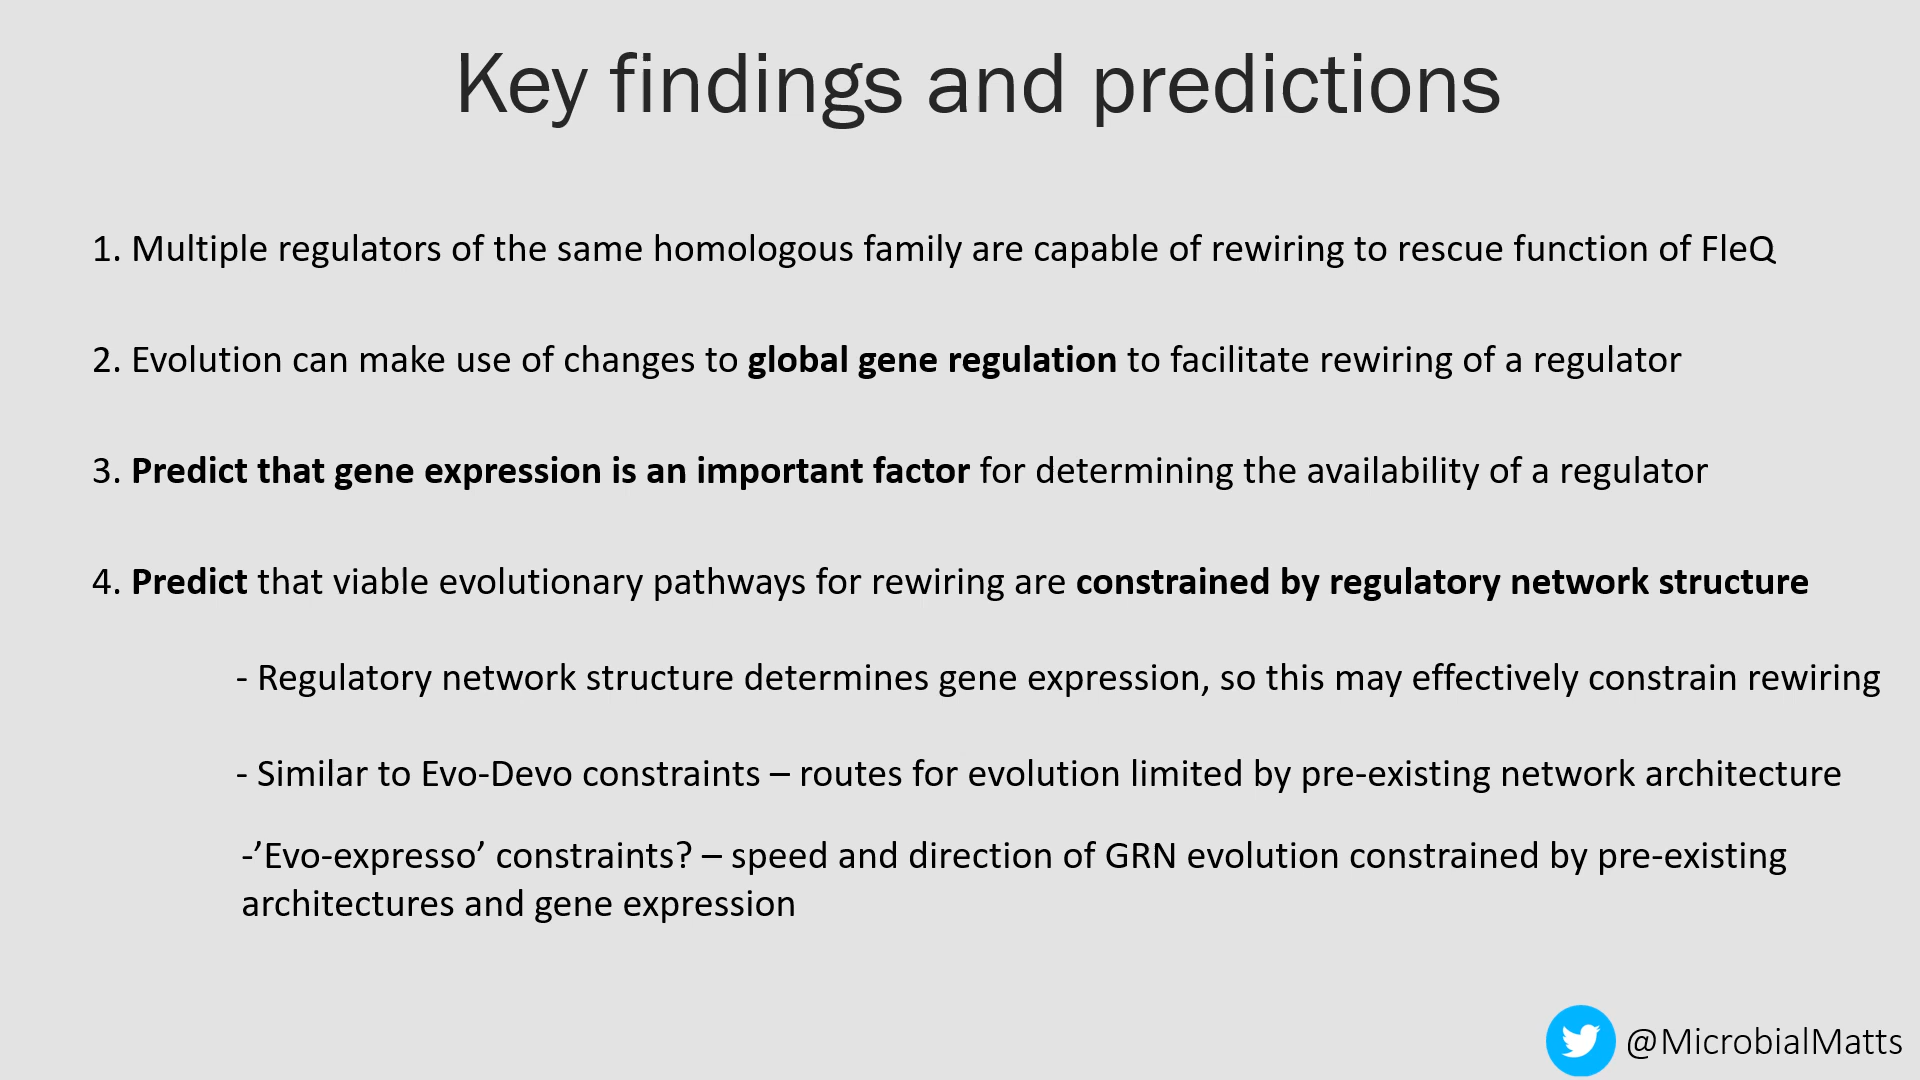 Key findings and predictions
1. Multiple regulators of the same homologous family are capable of rewiring to rescue function of FleQ
2. Evolution can make use of changes to global gene regulation to facilitate rewiring of a regulator
3. Predict that gene expression is an important factor for determining the availability of a regulator
4. Predict that viable evolutionary pathways for rewiring are constrained by regulatory network structure
- Regulatory network structure determines gene expression, so this may effectively constrain rewiring
- Similar to Evo-Devo constraints – routes for evolution limited by pre-existing network architecture
-’Evo-expresso’ constraints? – speed and direction of GRN evolution constrained by pre-existing
architectures and gene expression
@MicrobialMatts